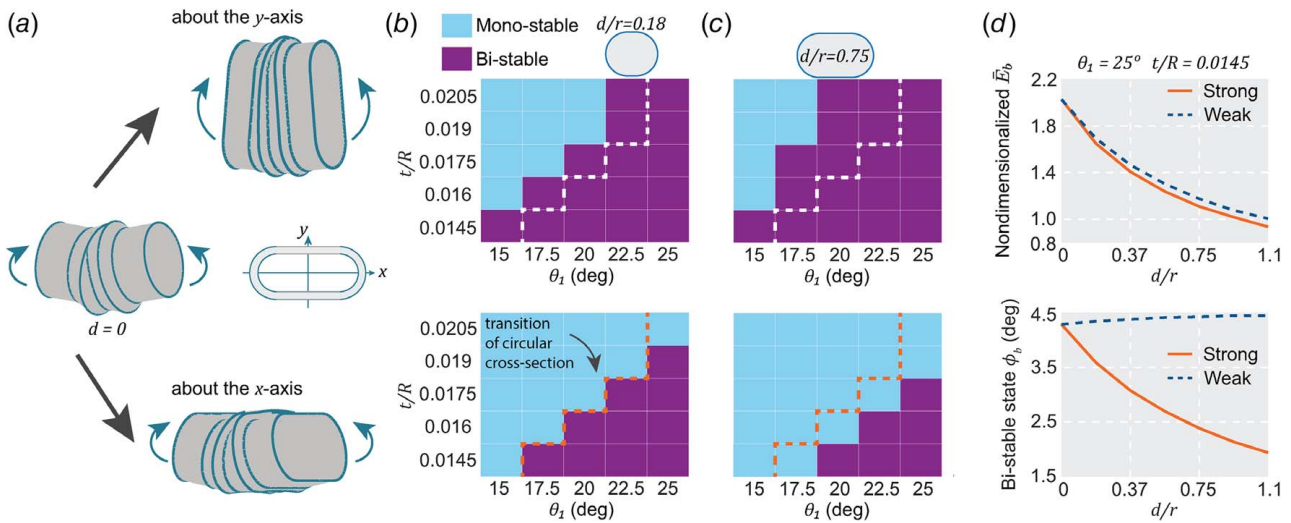 (a)
about the y-axis
d = 0
y
x
about the x-axis
(b)
Mono-stable
Bi-stable
d/r=0.18
t/R
0.0205
0.019
0.0175
0.016
0.0145
15 17.5 20 22.5 25
θ1 (deg)
transition
of circular
cross-section
t/R
0.0205
0.019
0.0175
0.016
0.0145
15 17.5 20 22.5 25
θ1 (deg)
(c)
d/r=0.75
15 17.5 20 22.5 25
θ1 (deg)
15 17.5 20 22.5 25
θ1 (deg)
(d)
θ1 = 25° t/R = 0.0145
Nondimensionalized Ēb
2.2
1.8
1.4
1.0
0.8
Strong
Weak
0 0.37 0.75 1.1
d/r
Bi-stable state ϕb (deg)
4.5
3.5
2.5
1.5
Strong
Weak
0 0.37 0.75 1.1
d/r